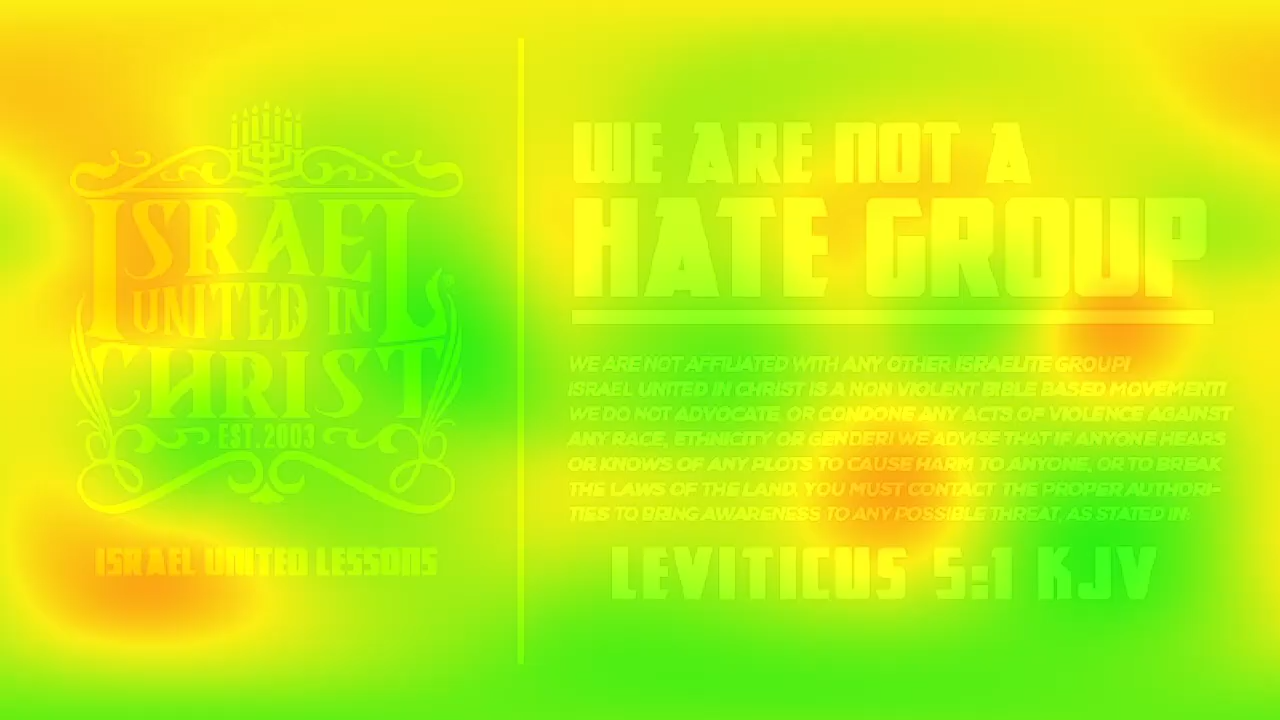 ISRAEL
UNITED IN
CHRIST
EST. 2003
ISRAEL UNITED LESSONS
WE ARE NOT A
HATE GROUP
WE ARE NOT AFFILIATED WITH ANY OTHER ISRAELITE GROUP!
ISRAEL UNITED IN CHRIST IS A NON VIOLENT BIBLE BASED MOVEMENT!
WE DO NOT ADVOCATE OR CONDONE ANY ACTS OF VIOLENCE AGAINST
ANY RACE, ETHNICITY OR GENDER! WE ADVISE THAT IF ANYONE HEARS
OR KNOWS OF ANY PLOTS TO CAUSE HARM TO ANYONE, OR TO BREAK
THE LAWS OF THE LAND, YOU MUST CONTACT THE PROPER AUTHORI-
TIES TO BRING AWARENESS TO ANY POSSIBLE THREAT, AS STATED IN:
LEVITICUS 5:1 KJV